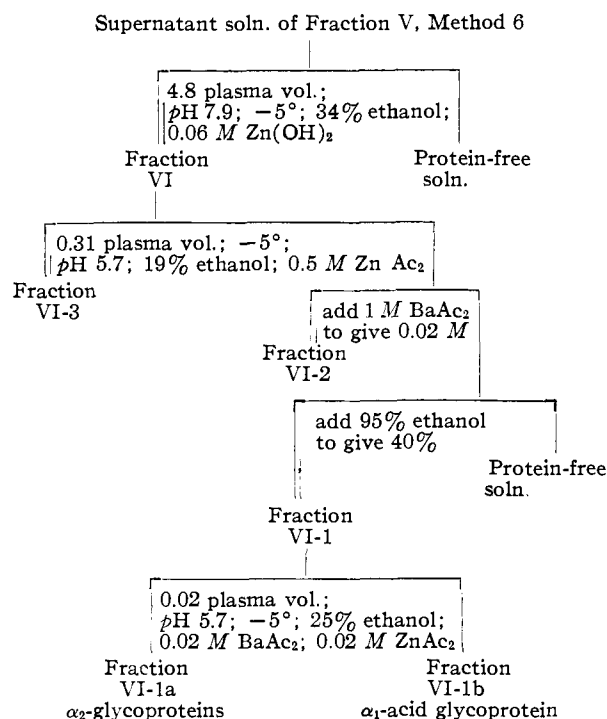 Supernatant soln. of Fraction V, Method 6
4.8 plasma vol.;
pH 7.9; −5°; 34% ethanol;
0.06 M Zn(OH)₂
Fraction
VI
Protein-free
soln.
0.31 plasma vol.; −5°;
pH 5.7; 19% ethanol; 0.5 M Zn Ac₂
Fraction
VI-3
add 1 M BaAc₂
to give 0.02 M
Fraction
VI-2
add 95% ethanol
to give 40%
Protein-free
soln.
Fraction
VI-1
0.02 plasma vol.;
pH 5.7; −5°; 25% ethanol;
0.02 M BaAc₂; 0.02 M ZnAc₂
Fraction
VI-1a
α₂-glycoproteins
Fraction
VI-1b
α₁-acid glycoprotein